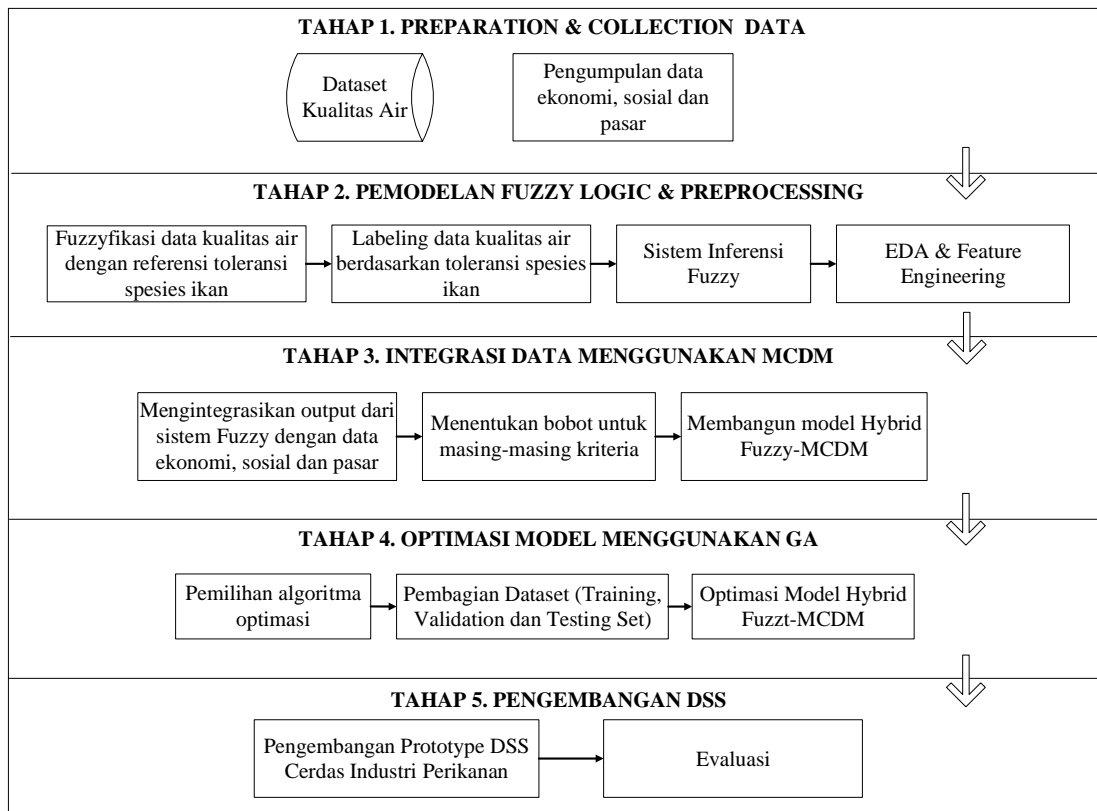 TAHAP 1. PREPARATION & COLLECTION DATA
Dataset
Kualitas Air
Pengumpulan data
ekonomi, sosial dan
pasar
TAHAP 2. PEMODELAN FUZZY LOGIC & PREPROCESSING
Fuzzyfikasi data kualitas air
dengan referensi toleransi
spesies ikan
Labeling data kualitas air
berdasarkan toleransi spesies
ikan
Sistem Inferensi
Fuzzy
EDA & Feature
Engineering
TAHAP 3. INTEGRASI DATA MENGGUNAKAN MCDM
Mengintegrasikan output dari
sistem Fuzzy dengan data
ekonomi, sosial dan pasar
Menentukan bobot untuk
masing-masing kriteria
Membangun model Hybrid
Fuzzy-MCDM
TAHAP 4. OPTIMASI MODEL MENGGUNAKAN GA
Pemilihan algoritma
optimasi
Pembagian Dataset (Training,
Validation dan Testing Set)
Optimasi Model Hybrid
Fuzzt-MCDM
TAHAP 5. PENGEMBANGAN DSS
Pengembangan Prototype DSS
Cerdas Industri Perikanan
Evaluasi